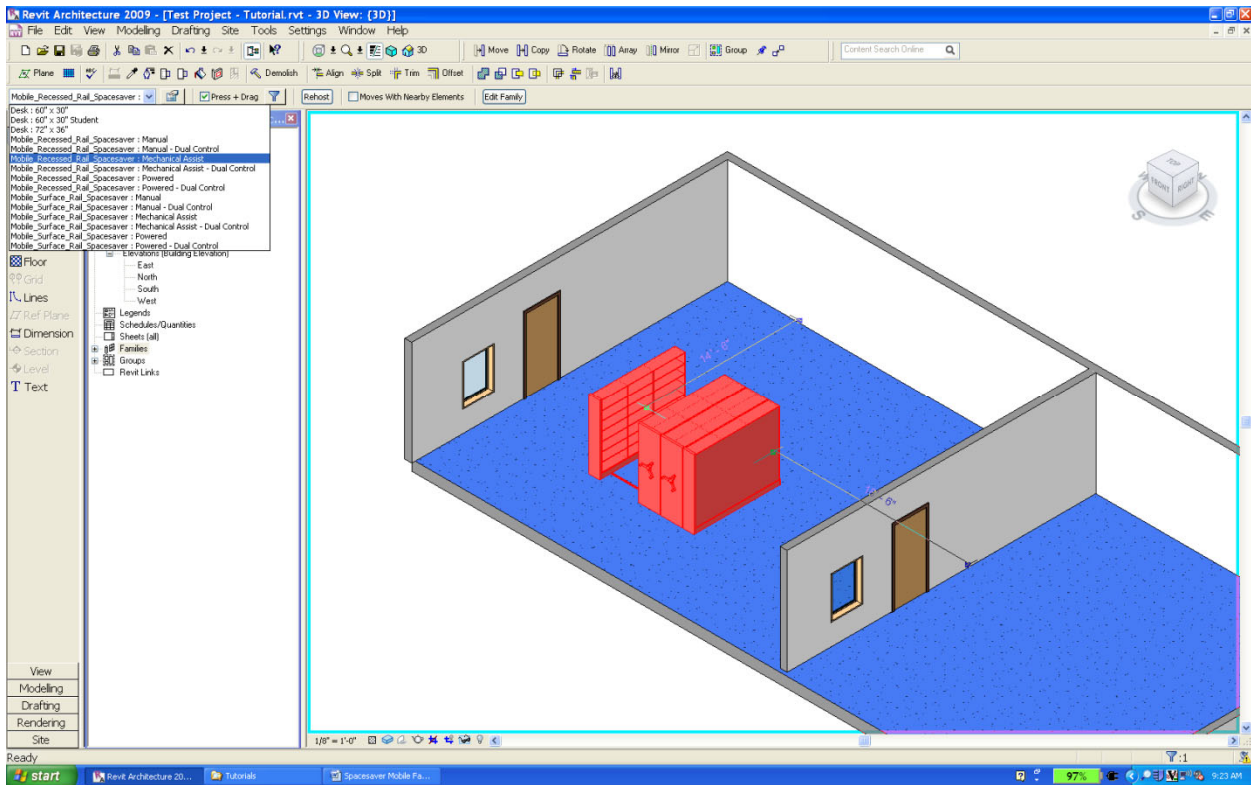 Revit Architecture 2009 - [Test Project - Tutorial.rvt - 3D View: {3D}]
File Edit View Modelling Drafting Site Tools Settings Window Help
3D Move Copy Rotate Array Mirror Group Content Search Online
Plane Demolish Align Split Trim Offset
Mobile_Recessed_Rail_Spacesaver : Press + Drag Rehost Moves With Nearby Elements Edit Family
Desk : 60" x 30"
Desk : 60" x 30" Student
Desk : 72" x 36"
Mobile_Recessed_Rail_Spacesaver : Manual
Mobile_Recessed_Rail_Spacesaver : Manual - Dual Control
Mobile_Recessed_Rail_Spacesaver : Mechanical Assist
Mobile_Recessed_Rail_Spacesaver : Mechanical Assist - Dual Control
Mobile_Recessed_Rail_Spacesaver : Powered
Mobile_Recessed_Rail_Spacesaver : Powered - Dual Control
Mobile_Surface_Rail_Spacesaver : Manual
Mobile_Surface_Rail_Spacesaver : Manual - Dual Control
Mobile_Surface_Rail_Spacesaver : Mechanical Assist
Mobile_Surface_Rail_Spacesaver : Mechanical Assist - Dual Control
Mobile_Surface_Rail_Spacesaver : Powered
Mobile_Surface_Rail_Spacesaver : Powered - Dual Control
Elevations (Building Elevation)
East
North
South
West
Legends
Schedules/Quantities
Sheets (all)
Families
Groups
Revit Links
Floor
Grid
Lines
Ref Plane
Dimension
Section
Level
Text
View
Modelling
Drafting
Rendering
Site
TOP
FRONT RIGHT
S E
14' - 6"
1/8" = 1'-0"
Ready :1
start Revit Architecture 20... Tutorials Spacesaver Mobile Fa... 97% 9:23 AM